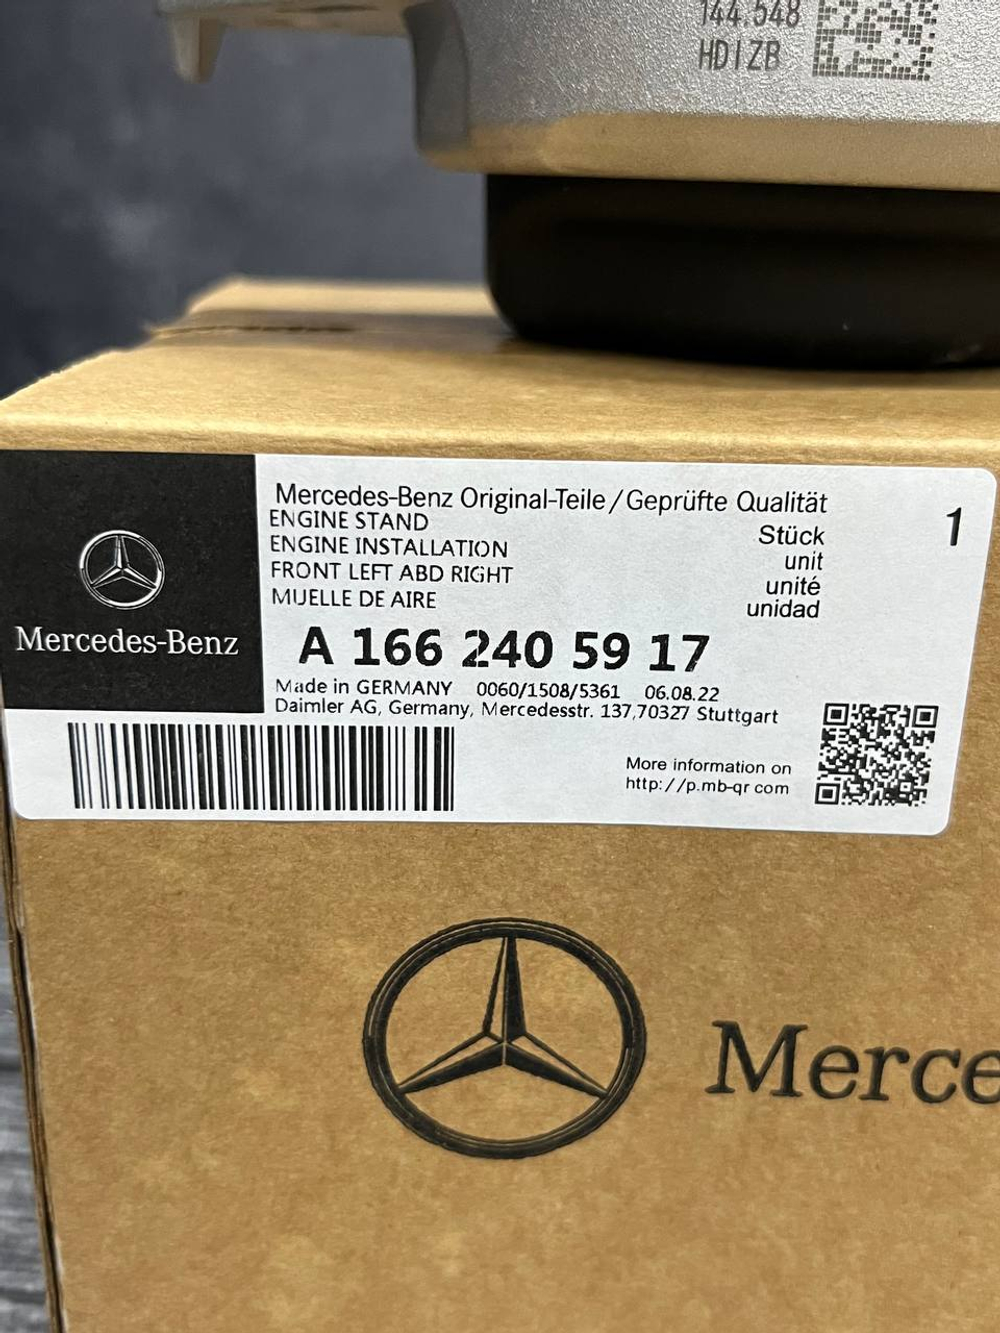 144.548
HDIZB
Mercedes-Benz Original-Teile/Geprüfte Qualität
ENGINE STAND
ENGINE INSTALLATION
FRONT LEFT ABD RIGHT
MUELLE DE AIRE
Stück
unit
unité
unidad
1
Mercedes-Benz
A 166 240 59 17
Made in GERMANY 0060/1508/5361 06.08.22
Daimler AG, Germany, Mercedesstr. 137,70327 Stuttgart
More information on
http://p.mb-qr com
Merce